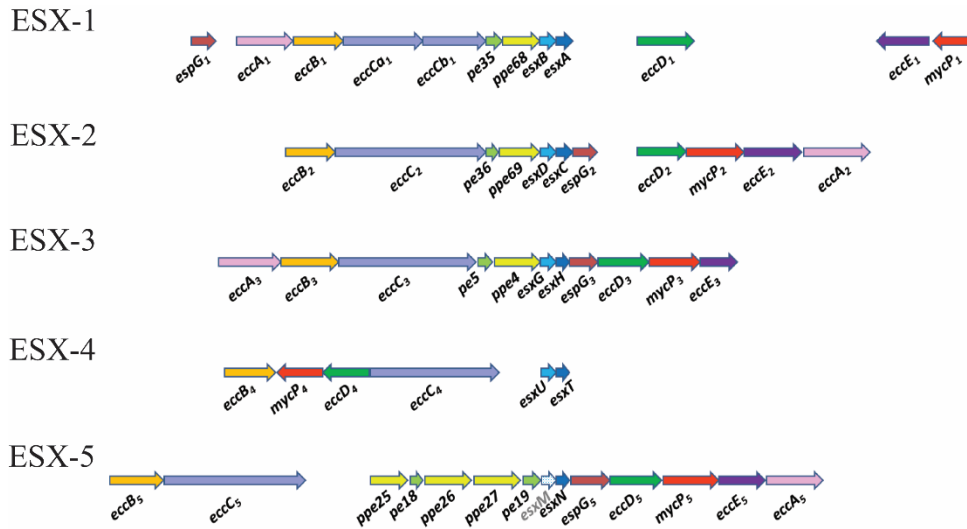 ESX-1
espG₁ eccA₁ eccB₁ eccCa₁ eccCb₁ pe35 ppe68 esxB esxA eccD₁ eccE₁ mycP₁
ESX-2
eccB₂ eccC₂ pe36 ppe69 esxD esxC espG₂ eccD₂ mycP₂ eccE₂ eccA₂
ESX-3
eccA₃ eccB₃ eccC₃ pe5 ppe4 esxG esxH espG₃ eccD₃ mycP₃ eccE₃
ESX-4
eccB₄ mycP₄ eccD₄ eccC₄ esxU esxT
ESX-5
eccB₅ eccC₅ ppe25 pe18 ppe26 ppe27 pe19 esxM esxN espG₅ eccD₅ mycP₅ eccE₅ eccA₅